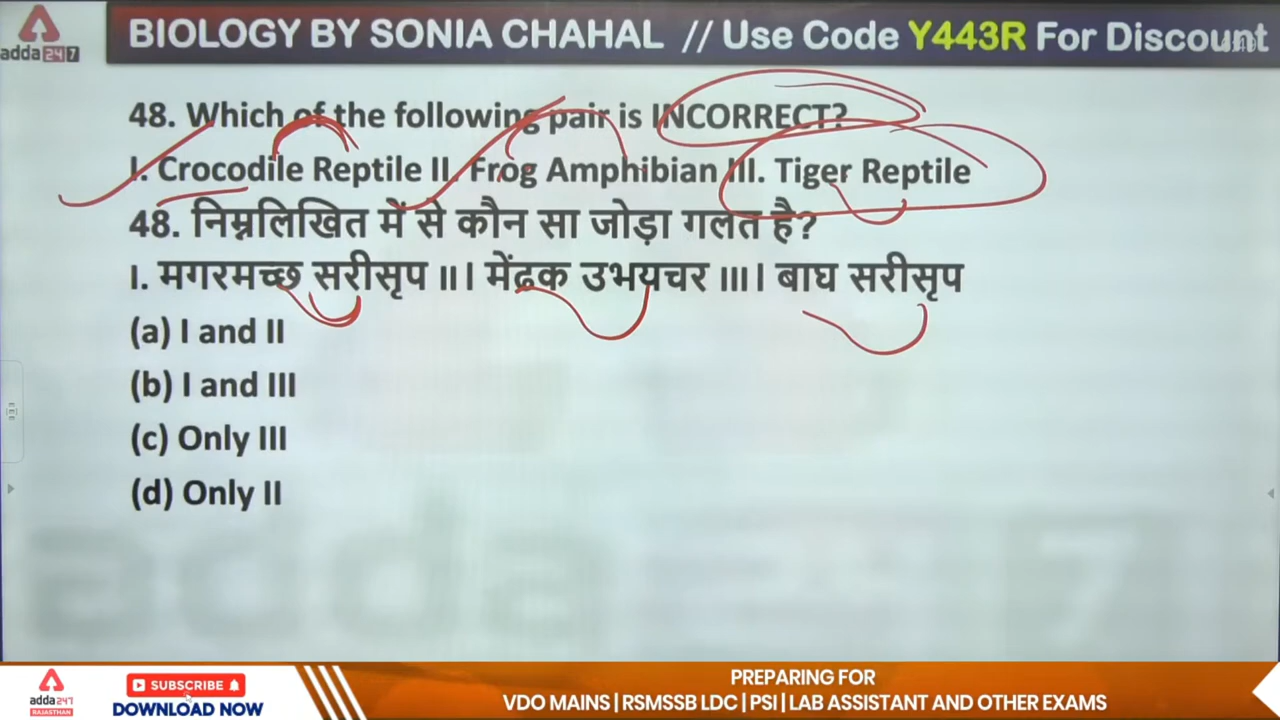 BIOLOGY BY SONIA CHAHAL // Use Code Y443R For Discount
adda 247
48. Which of the following pair is INCORRECT?
I. Crocodile Reptile II. Frog Amphibian III. Tiger Reptile
48. निम्नलिखित में से कौन सा जोड़ा गलत है?
I. मगरमच्छ सरीसृप II। मेंढक उभयचर III। बाघ सरीसृप
(a) I and II
(b) I and III
(c) Only III
(d) Only II
adda 7
adda247
RAJASTHAN
SUBSCRIBE
DOWNLOAD NOW
PREPARING FOR
VDO MAINS | RSMSSB LDC | PSI | LAB ASSISTANT AND OTHER EXAMS